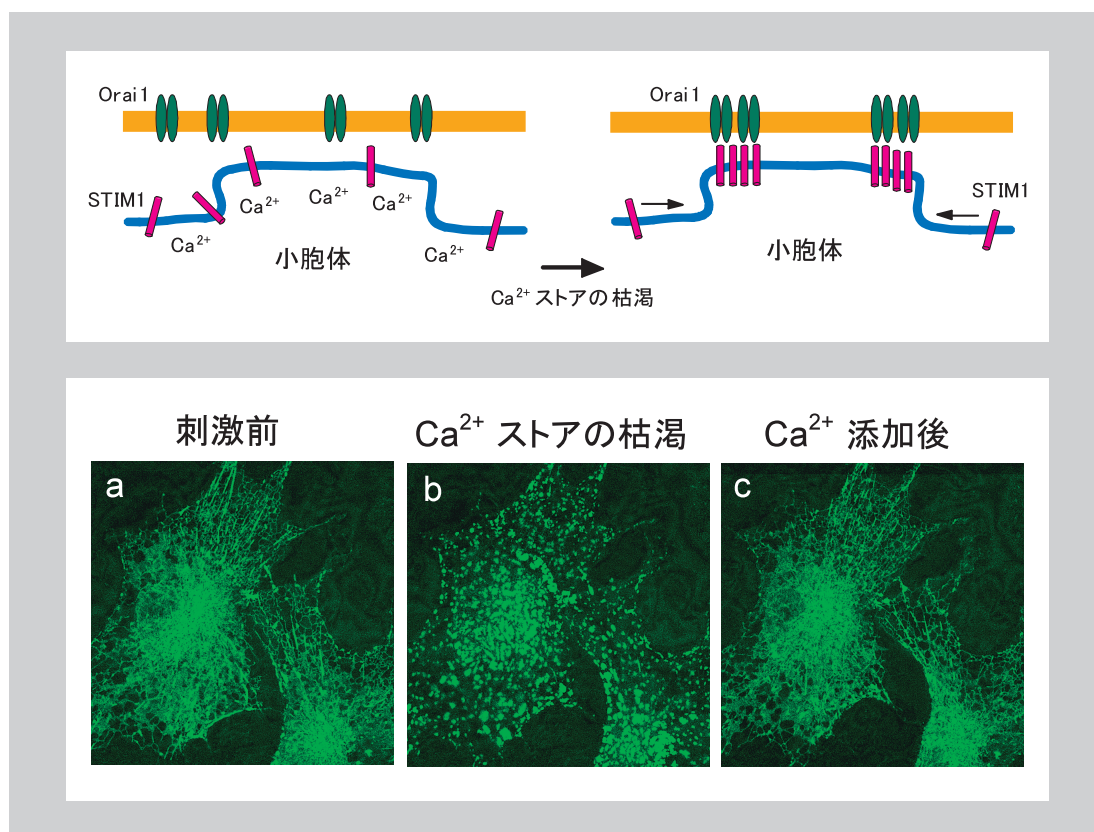 Orai1
STIM1
Ca²⁺
Ca²⁺
Ca²⁺
Ca²⁺
Ca²⁺
小胞体
Ca²⁺ ストアの枯渇
Orai1
STIM1
小胞体
刺激前
Ca²⁺ ストアの枯渇
Ca²⁺ 添加後
a
b
c